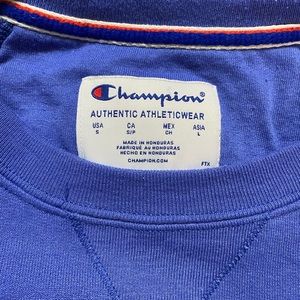 Champion
AUTHENTIC ATHLETICWEAR
USA CA MEX ASIA
S S/P CH L
MADE IN HONDURAS
FABRIQUÉ AU HONDURAS
HECHO EN HONDURAS
CHAMPION.COM FTX